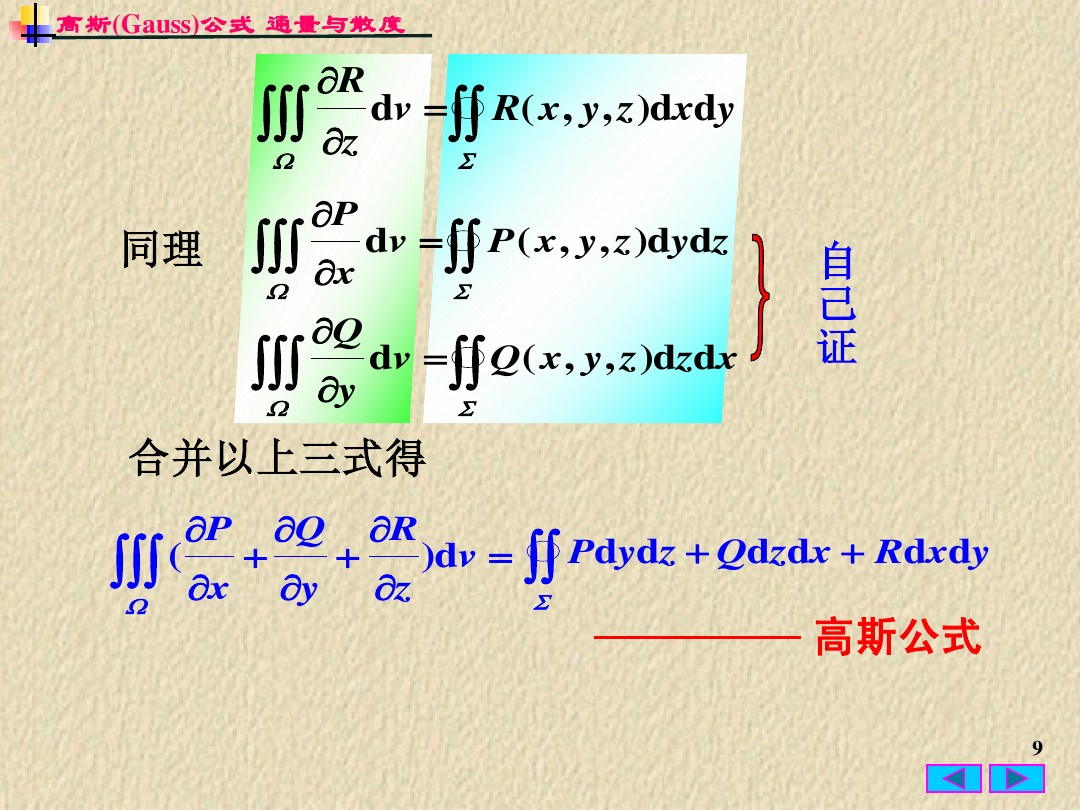 高斯(Gauss)公式 通量与散度
∭_Ω ∂R/∂z dv = ∯_Σ R(x, y, z)dxdy
同理 ∭_Ω ∂P/∂x dv = ∯_Σ P(x, y, z)dydz
∭_Ω ∂Q/∂y dv = ∯_Σ Q(x, y, z)dzdx
自己证
合并以上三式得
∭_Ω (∂P/∂x + ∂Q/∂y + ∂R/∂z)dv = ∯_Σ Pdydz + Qdzdx + Rdxdy
高斯公式
9